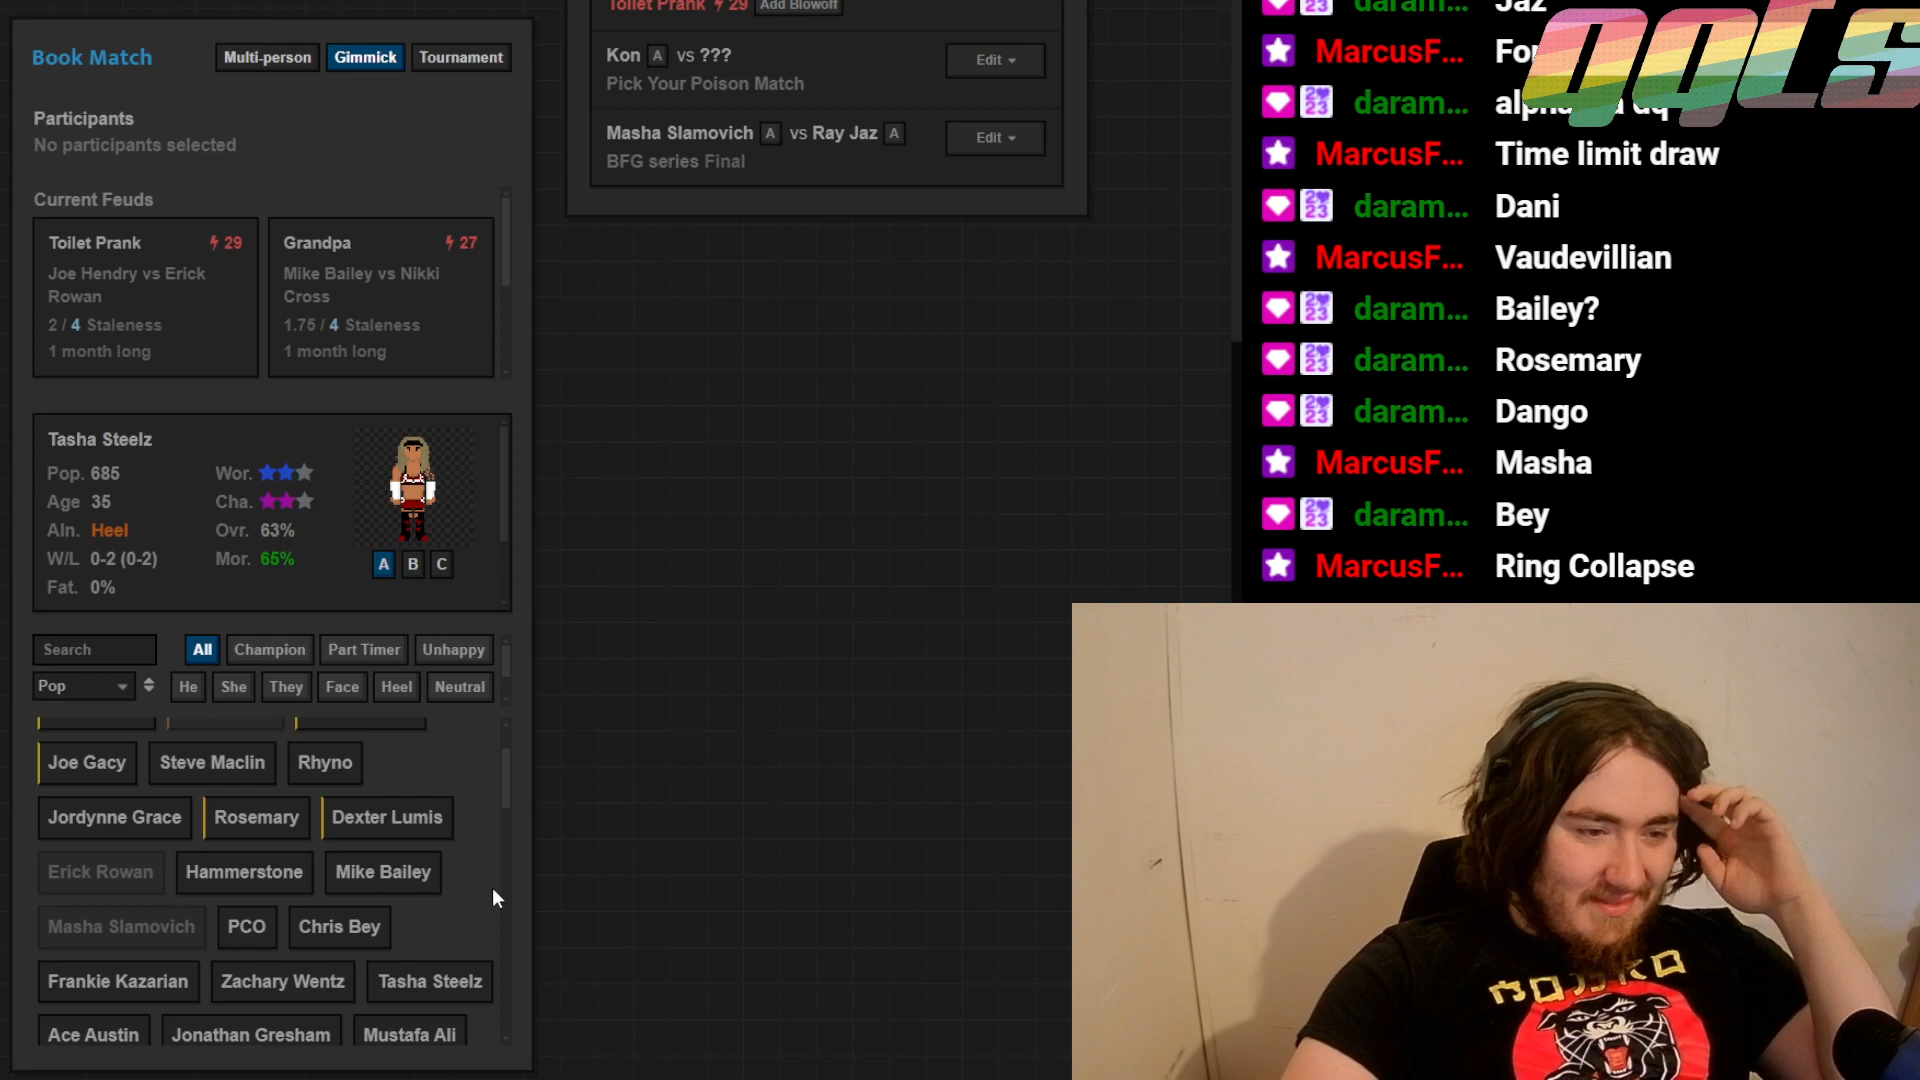 Book Match
Multi-person
Gimmick
Tournament
Participants
No participants selected
Current Feuds
Toilet Prank 29
Joe Hendry vs Erick
Rowan
2 / 4 Staleness
1 month long
Grandpa 27
Mike Bailey vs Nikki
Cross
1.75 / 4 Staleness
1 month long
Tasha Steelz
Pop. 685
Age 35
Aln. Heel
W/L 0-2 (0-2)
Fat. 0%
Wor.
Cha.
Ovr. 63%
Mor. 65%
A B C
Search
All
Champion
Part Timer
Unhappy
Pop
He
She
They
Face
Heel
Neutral
Joe Gacy
Steve Maclin
Rhyno
Jordynne Grace
Rosemary
Dexter Lumis
Erick Rowan
Hammerstone
Mike Bailey
Masha Slamovich
PCO
Chris Bey
Frankie Kazarian
Zachary Wentz
Tasha Steelz
Ace Austin
Jonathan Gresham
Mustafa Ali
Toilet Prank 29 Add Blowoff
Kon A vs ???
Pick Your Poison Match
Edit
Masha Slamovich A vs Ray Jaz A
BFG series Final
Edit
daram... Jaz
MarcusF...
daram...
MarcusF... Time limit draw
daram... Dani
MarcusF... Vaudevillian
daram... Bailey?
daram... Rosemary
daram... Dango
MarcusF... Masha
daram... Bey
MarcusF... Ring Collapse